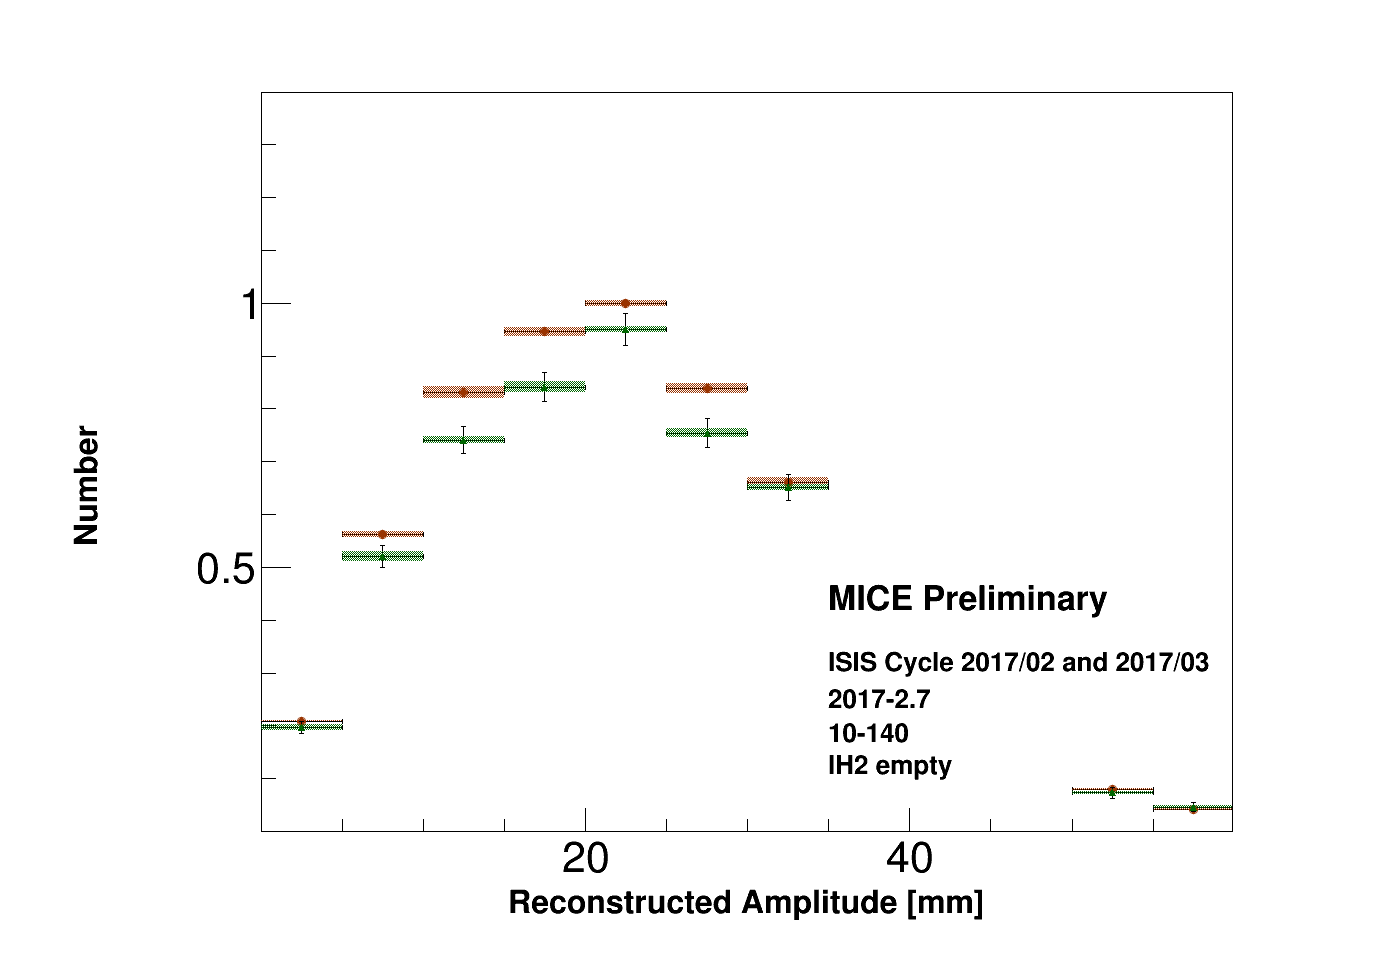 1
0.5
Number
MICE Preliminary
ISIS Cycle 2017/02 and 2017/03
2017-2.7
10-140
IH2 empty
20
40
Reconstructed Amplitude [mm]